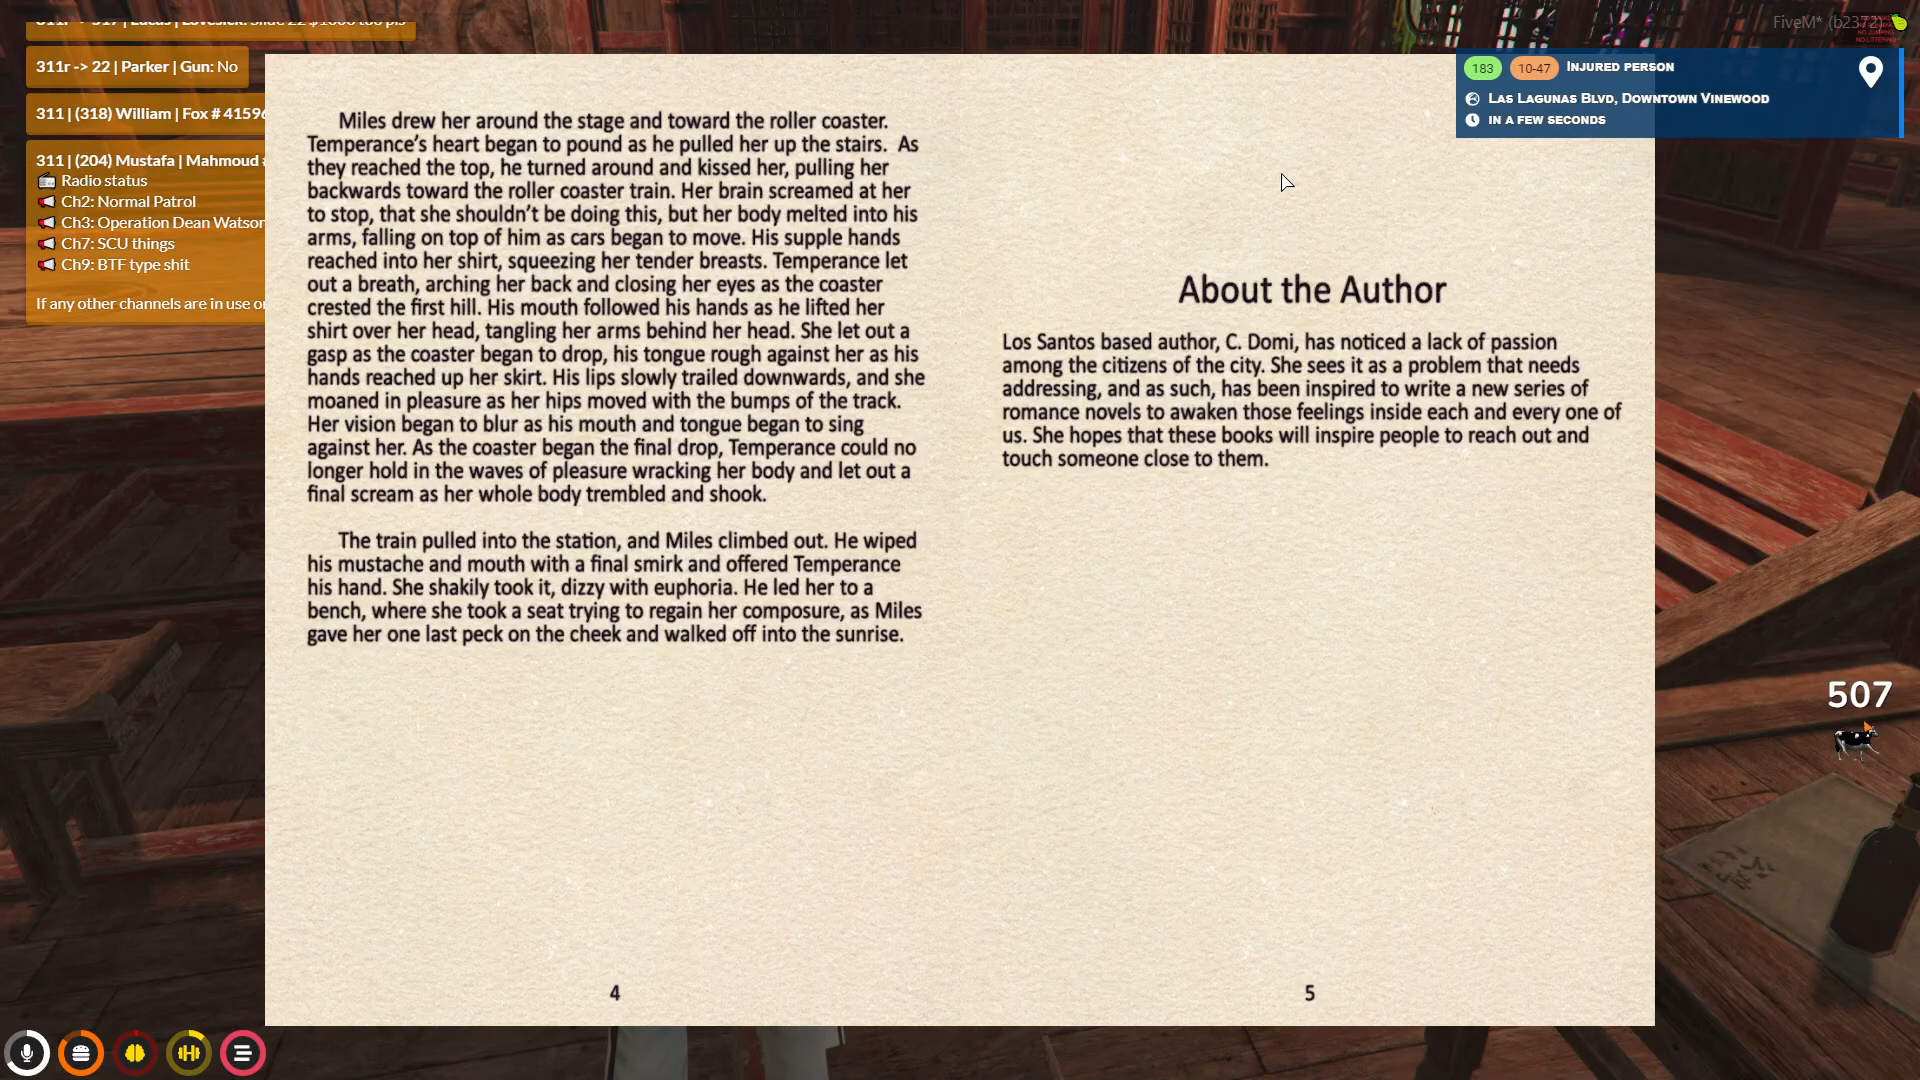 311r -> 22 | Parker | Gun: No
311 | (318) William | Fox # 4159
311 | (204) Mustafa | Mahmoud
Radio status
Ch2: Normal Patrol
Ch3: Operation Dean Watson
Ch7: SCU things
Ch9: BTF type shit
If any other channels are in use or
Miles drew her around the stage and toward the roller coaster.
Temperance’s heart began to pound as he pulled her up the stairs. As
they reached the top, he turned around and kissed her, pulling her
backwards toward the roller coaster train. Her brain screamed at her
to stop, that she shouldn’t be doing this, but her body melted into his
arms, falling on top of him as cars began to move. His supple hands
reached into her shirt, squeezing her tender breasts. Temperance let
out a breath, arching her back and closing her eyes as the coaster
crested the first hill. His mouth followed his hands as he lifted her
shirt over her head, tangling her arms behind her head. She let out a
gasp as the coaster began to drop, his tongue rough against her as his
hands reached up her skirt. His lips slowly trailed downwards, and she
moaned in pleasure as her hips moved with the bumps of the track.
Her vision began to blur as his mouth and tongue began to sing
against her. As the coaster began the final drop, Temperance could no
longer hold in the waves of pleasure wracking her body and let out a
final scream as her whole body trembled and shook.
The train pulled into the station, and Miles climbed out. He wiped
his mustache and mouth with a final smirk and offered Temperance
his hand. She shakily took it, dizzy with euphoria. He led her to a
bench, where she took a seat trying to regain her composure, as Miles
gave her one last peck on the cheek and walked off into the sunrise.
4
About the Author
Los Santos based author, C. Domi, has noticed a lack of passion
among the citizens of the city. She sees it as a problem that needs
addressing, and as such, has been inspired to write a new series of
romance novels to awaken those feelings inside each and every one of
us. She hopes that these books will inspire people to reach out and
touch someone close to them.
5
FiveM* (b2372)
183 10-47 INJURED PERSON
LAS LAGUNAS BLVD, DOWNTOWN VINEWOOD
IN A FEW SECONDS
507